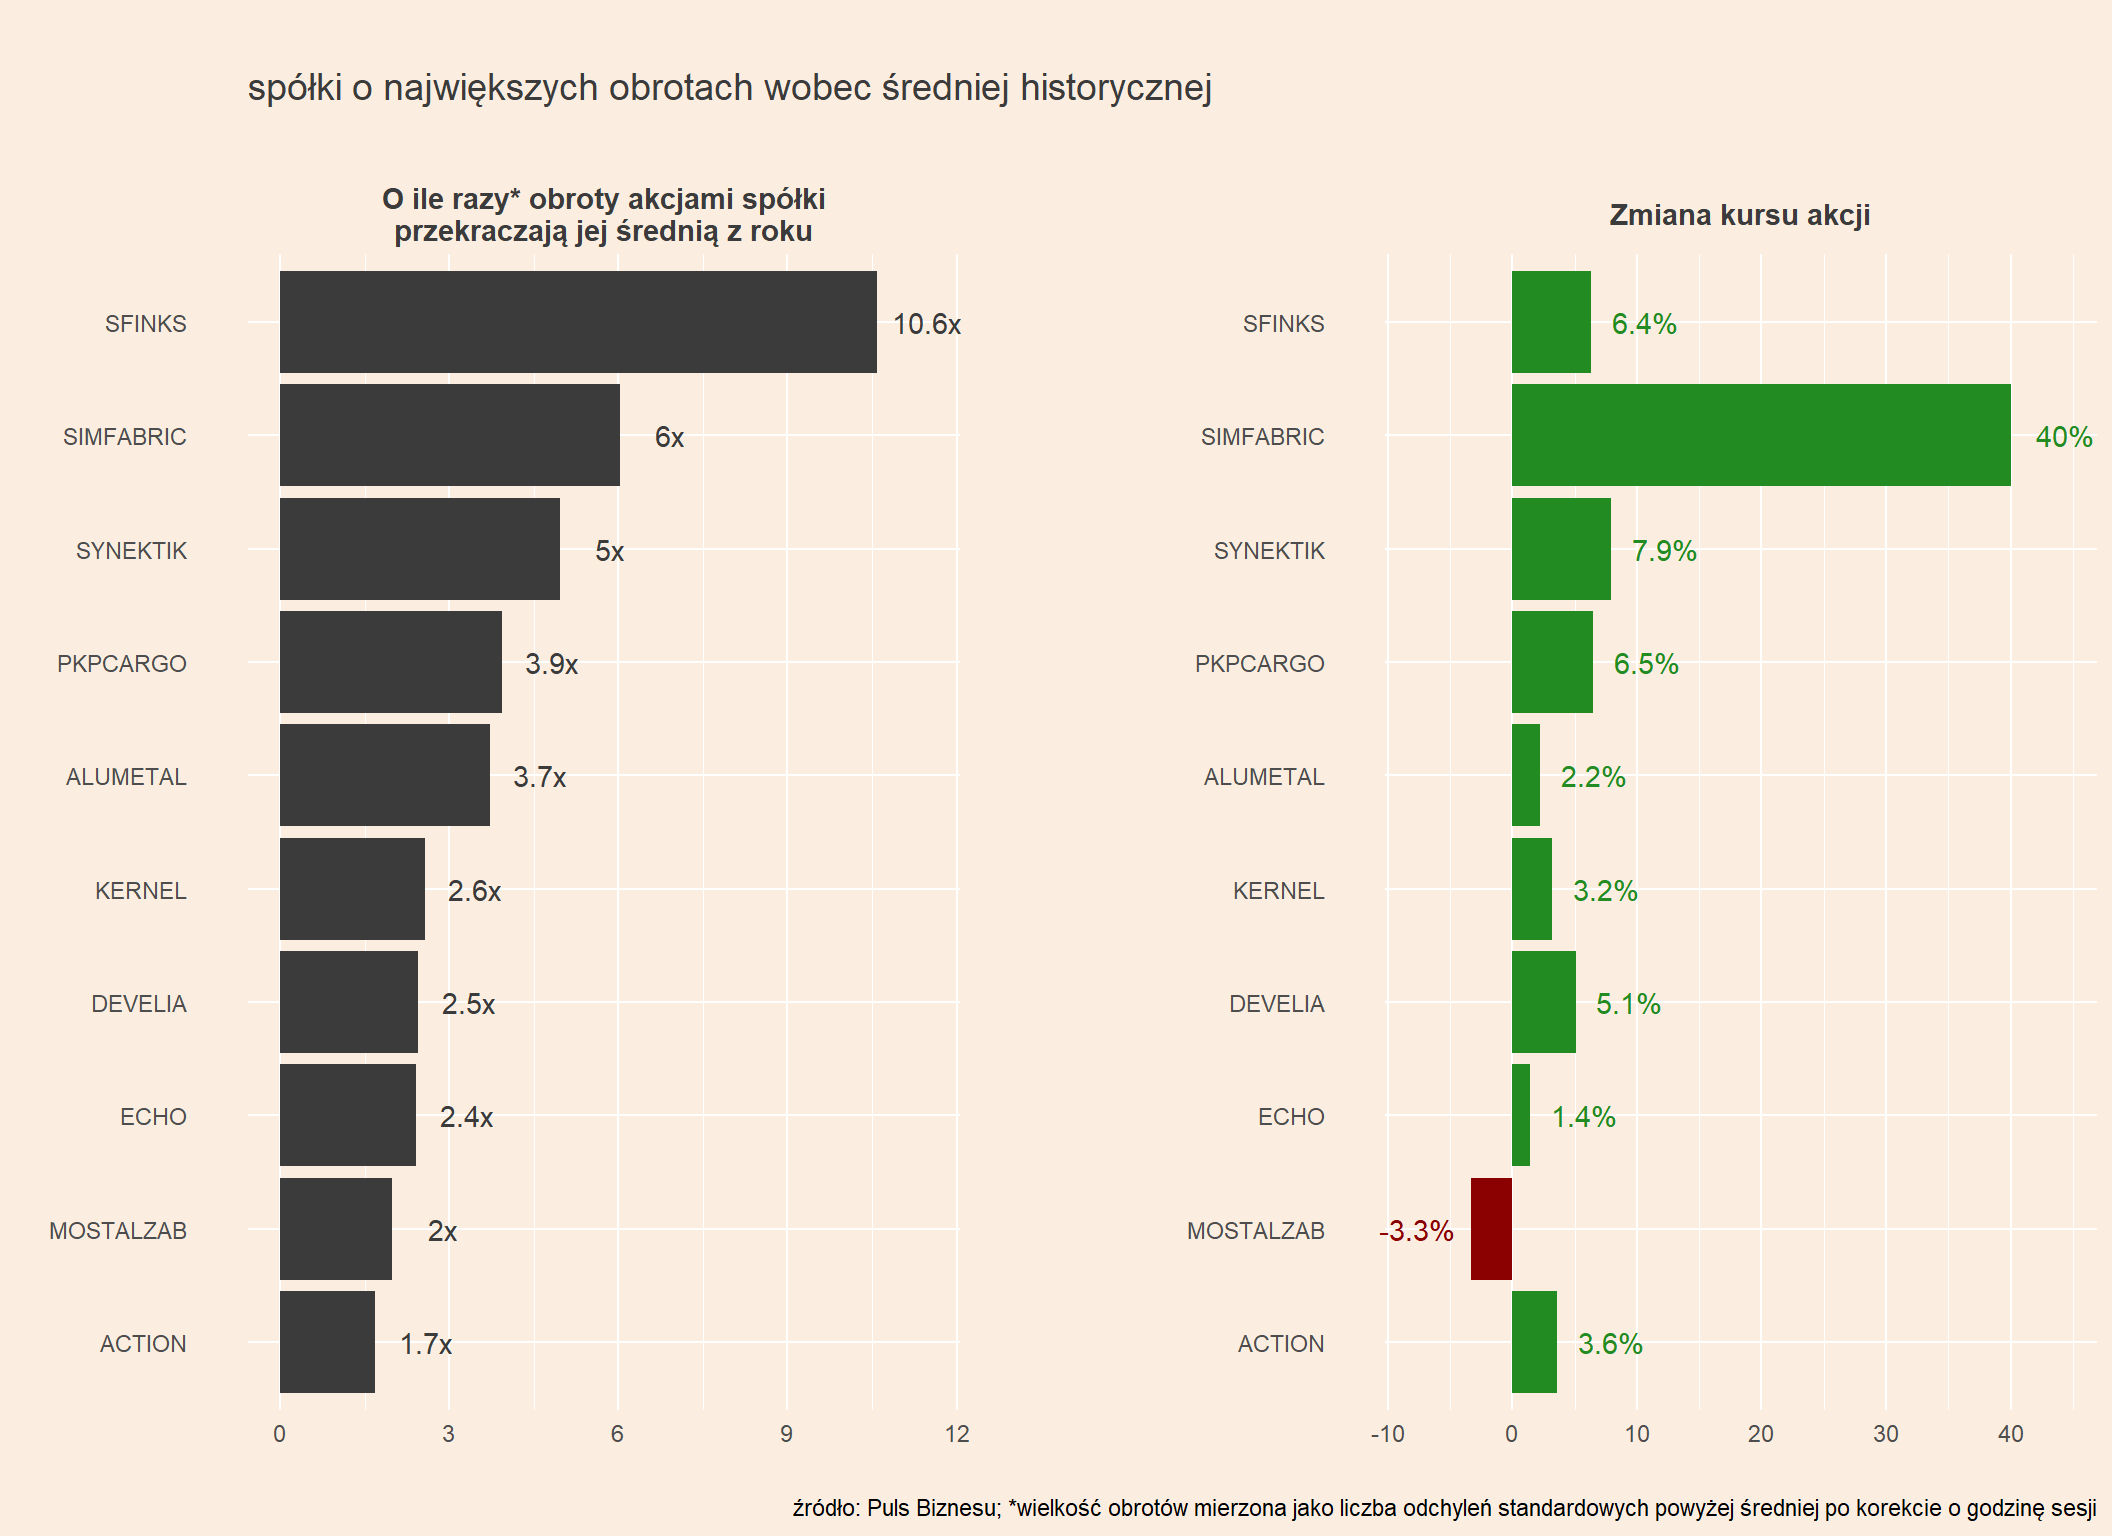 spółki o największych obrotach wobec średniej historycznej
O ile razy* obroty akcjami spółki
przekraczają jej średnią z roku
SFINKS
10.6x
SIMFABRIC
6x
SYNEKTIK
5x
PKPCARGO
3.9x
ALUMETAL
3.7x
KERNEL
2.6x
DEVELIA
2.5x
ECHO
2.4x
MOSTALZAB
2x
ACTION
1.7x
0 3 6 9 12
Zmiana kursu akcji
SFINKS
6.4%
SIMFABRIC
40%
SYNEKTIK
7.9%
PKPCARGO
6.5%
ALUMETAL
2.2%
KERNEL
3.2%
DEVELIA
5.1%
ECHO
1.4%
MOSTALZAB
-3.3%
ACTION
3.6%
-10 0 10 20 30 40
źródło: Puls Biznesu; *wielkość obrotów mierzona jako liczba odchyleń standardowych powyżej średniej po korekcie o godzinę sesji